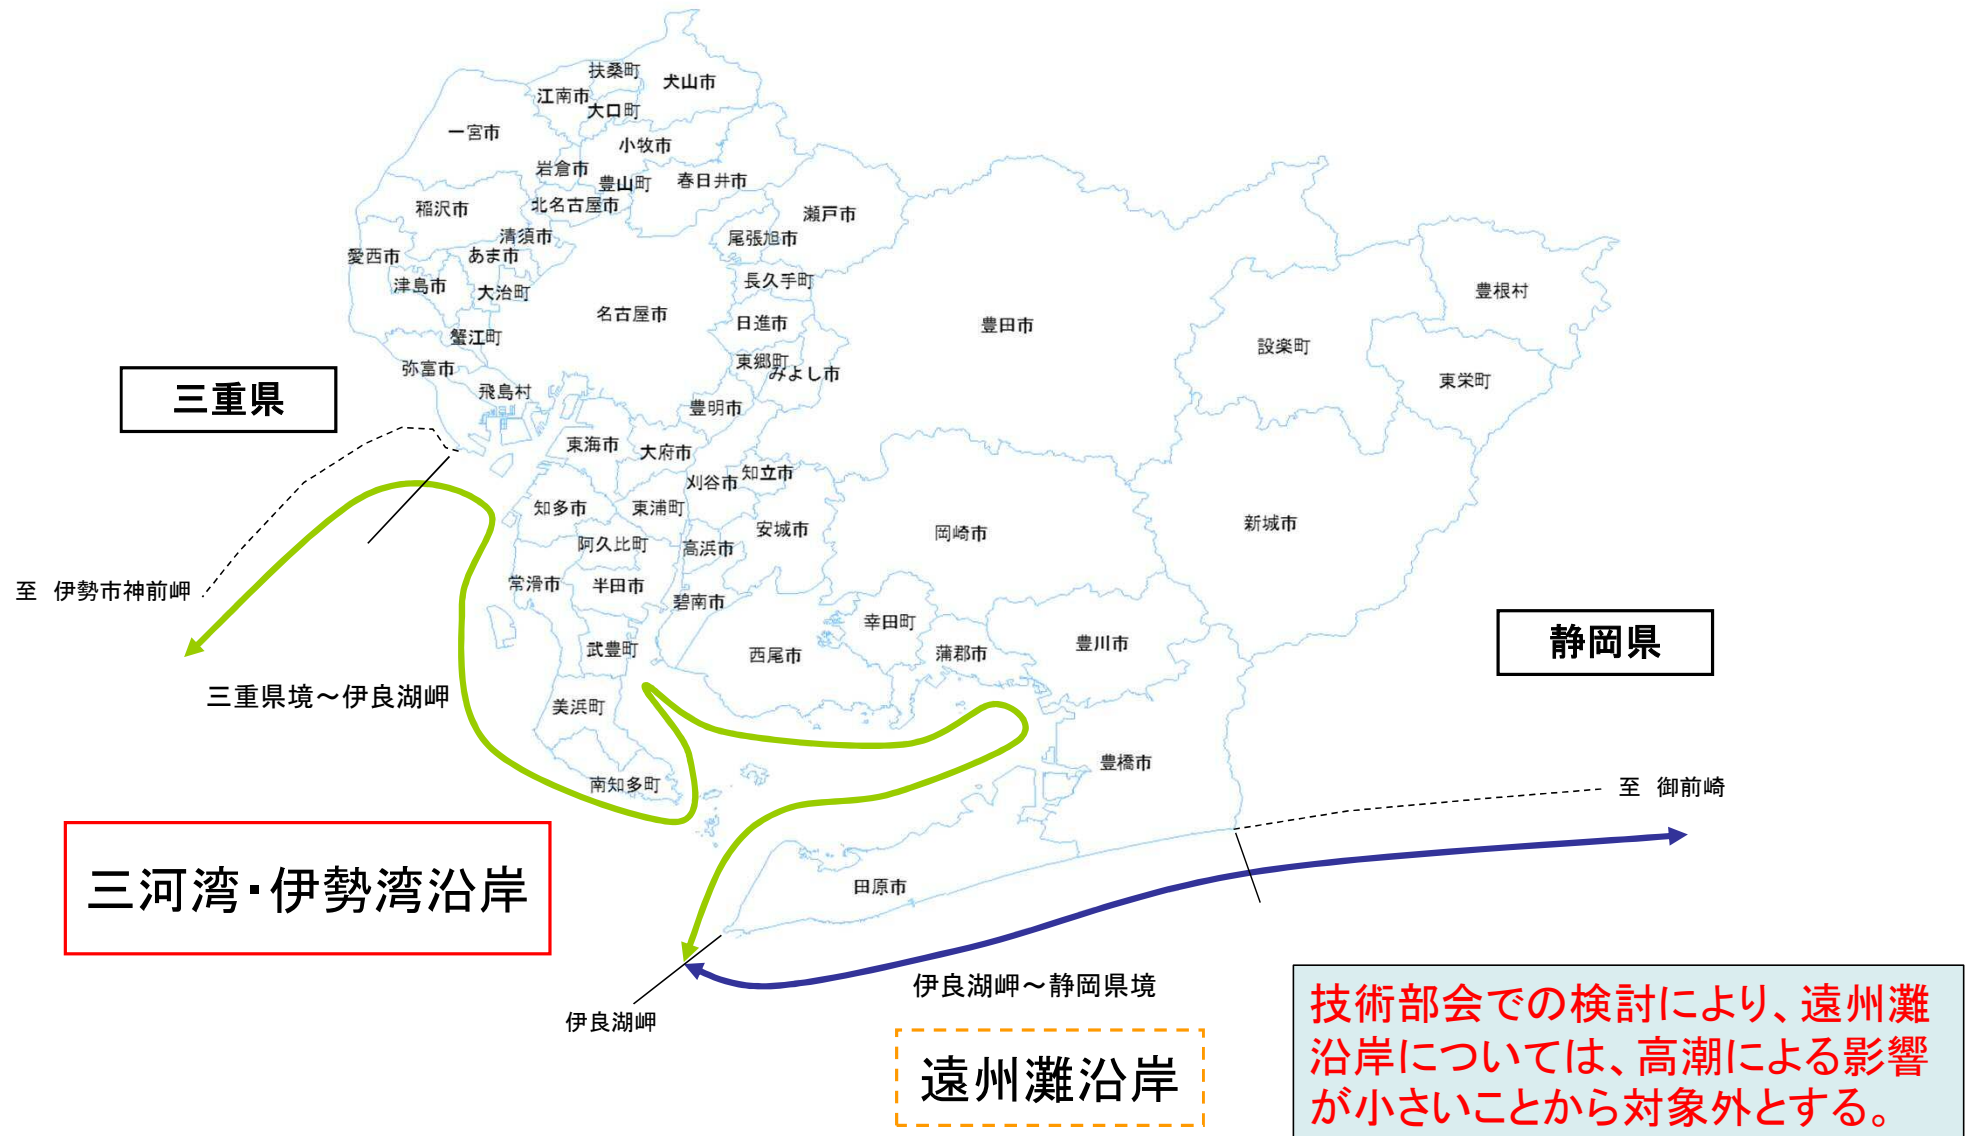 扶桑町
犬山市
江南市
大口町
一宮市
小牧市
岩倉市
豊山町
春日井市
稲沢市
北名古屋市
瀬戸市
清須市
尾張旭市
愛西市
あま市
津島市
大治町
長久手町
豊根村
名古屋市
日進市
豊田市
蟹江町
設楽町
弥富市
東郷町
みよし市
東栄町
三重県
飛島村
豊明市
東海市
大府市
刈谷市
知立市
知多市
東浦町
安城市
岡崎市
新城市
阿久比町
高浜市
至 伊勢市神前岬
常滑市
半田市
碧南市
幸田町
静岡県
武豊町
西尾市
蒲郡市
豊川市
三重県境～伊良湖岬
美浜町
豊橋市
南知多町
至 御前崎
三河湾・伊勢湾沿岸
田原市
伊良湖岬～静岡県境
伊良湖岬
遠州灘沿岸
技術部会での検討により、遠州灘
沿岸については、高潮による影響
が小さいことから対象外とする。